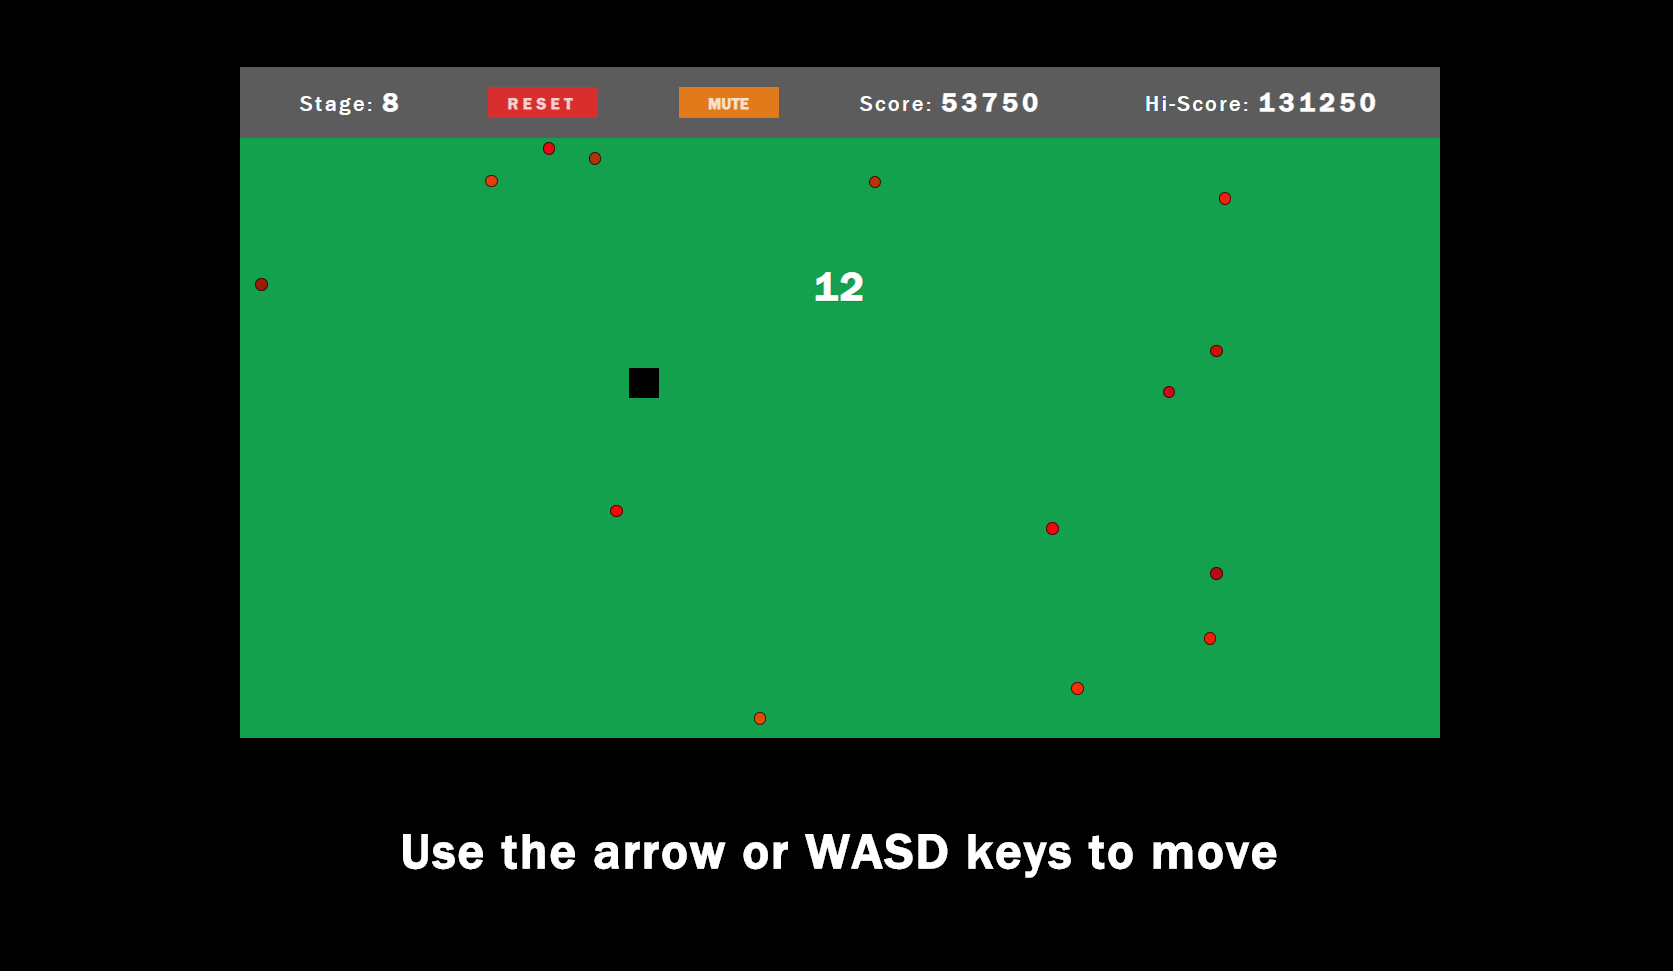 Stage: 8 RESET MUTE Score: 53750 Hi-Score: 131250
12
Use the arrow or WASD keys to move